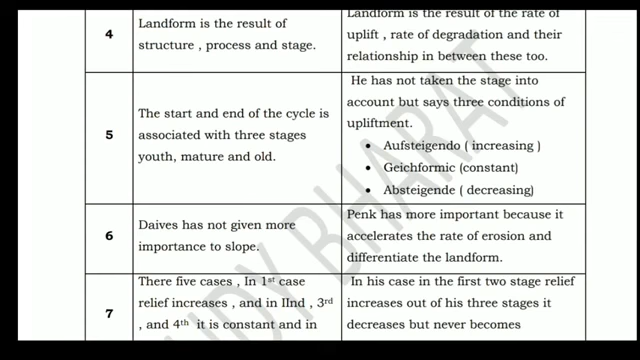 4
Landform is the result of
structure , process and stage.
Landform is the result of the rate of
uplift , rate of degradation and their
relationship in between these too.
5
The start and end of the cycle is
associated with three stages
youth, mature and old.
He has not taken the stage into
account but says three conditions of
upliftment.
• Aufsteigendo ( increasing )
• Geichformic (constant)
• Absteigende ( decreasing)
6
Daives has not given more
importance to slope.
Penk has more important because it
accelerates the rate of erosion and
differentiate the landform.
7
There five cases , In 1st case
relief increases , and in IInd , 3rd
, and 4th it is constant and in
In his case in the first two stage relief
increases out of his three stages it
decreases but never becomes
UDY BHARAT